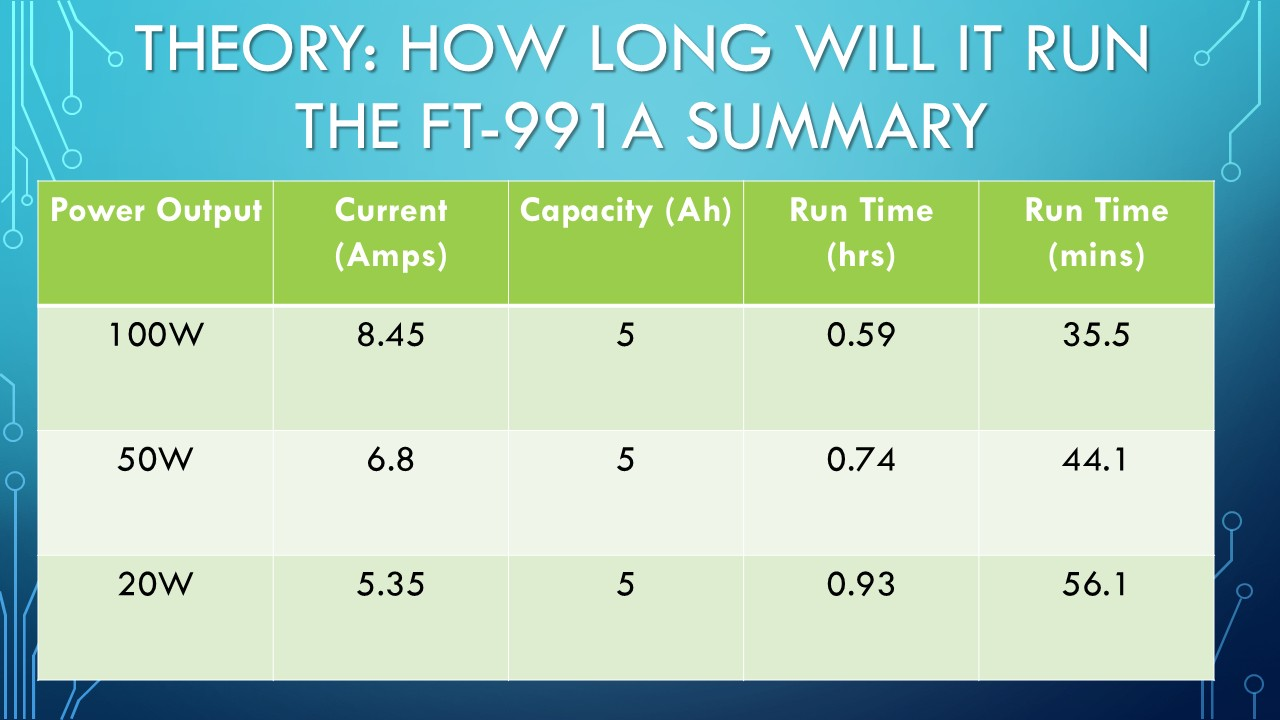 THEORY: HOW LONG WILL IT RUN
THE FT-991A SUMMARY
Power Output Current (Amps) Capacity (Ah) Run Time (hrs) Run Time (mins)
100W 8.45 5 0.59 35.5
50W 6.8 5 0.74 44.1
20W 5.35 5 0.93 56.1